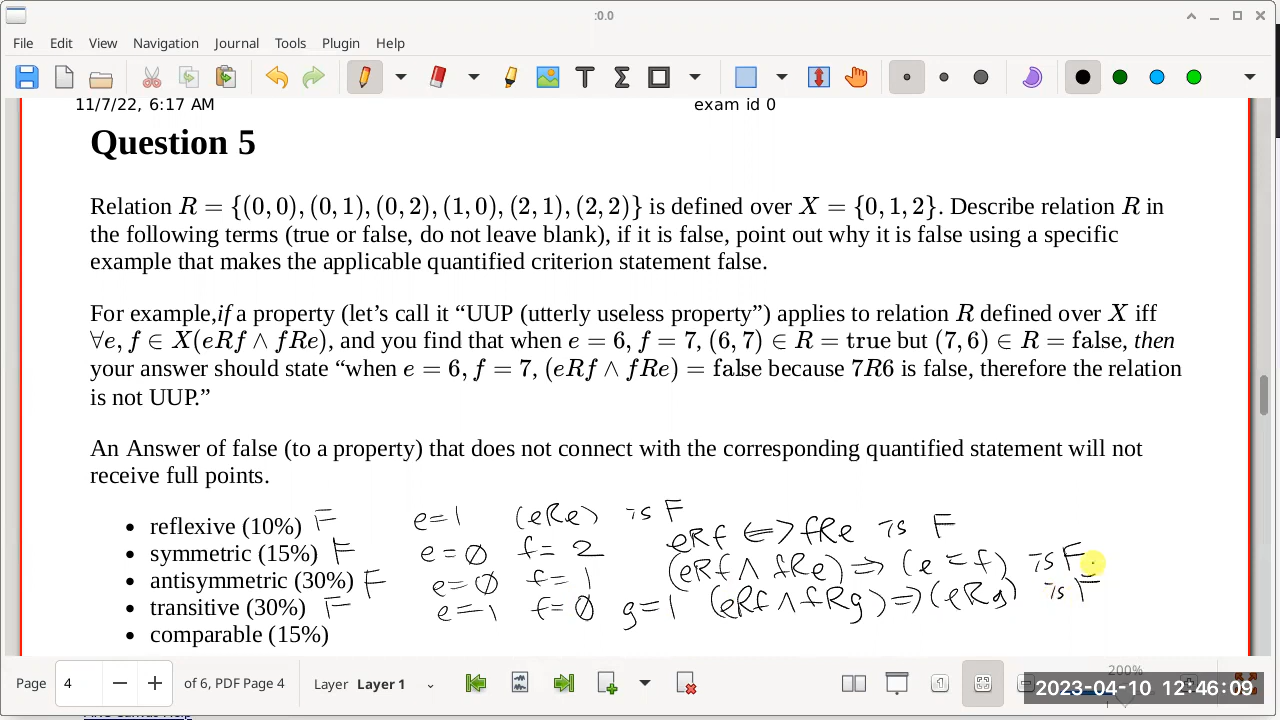 :0.0
File Edit View Navigation Journal Tools Plugin Help
11/7/22, 6:17 AM exam id 0
Question 5
Relation R = {(0, 0), (0, 1), (0, 2), (1, 0), (2, 1), (2, 2)} is defined over X = {0, 1, 2}. Describe relation R in
the following terms (true or false, do not leave blank), if it is false, point out why it is false using a specific
example that makes the applicable quantified criterion statement false.
For example,if a property (let’s call it “UUP (utterly useless property”) applies to relation R defined over X iff
∀e, f ∈ X(eRf ∧ fRe), and you find that when e = 6, f = 7, (6, 7) ∈ R = true but (7, 6) ∈ R = false, then
your answer should state “when e = 6, f = 7, (eRf ∧ fRe) = false because 7R6 is false, therefore the relation
is not UUP.”
An Answer of false (to a property) that does not connect with the corresponding quantified statement will not
receive full points.
• reflexive (10%) F e=1 (eRe) is F
• symmetric (15%) F e=0 f=2 eRf <=> fRe is F
• antisymmetric (30%) F e=0 f=1 (eRf ∧ fRe) => (e=f) is F
• transitive (30%) F e=1 f=0 g=1 (eRf ∧ fRg) => (eRg) is F
• comparable (15%)
200%
Page 4 of 6, PDF Page 4 Layer Layer 1
2023-04-10 12:46:09